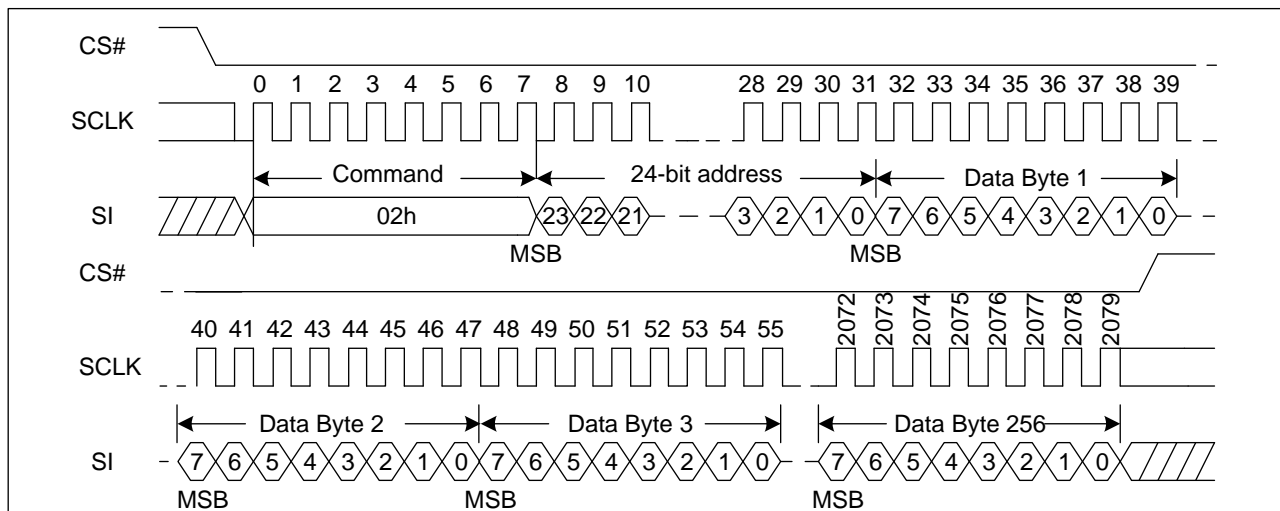 CS#
0 1 2 3 4 5 6 7 8 9 10 28 29 30 31 32 33 34 35 36 37 38 39
SCLK
Command 24-bit address Data Byte 1
SI 02h 23 22 21 3 2 1 0 7 6 5 4 3 2 1 0
MSB MSB
CS#
40 41 42 43 44 45 46 47 48 49 50 51 52 53 54 55 2072 2073 2074 2075 2076 2077 2078 2079
SCLK
Data Byte 2 Data Byte 3 Data Byte 256
SI 7 6 5 4 3 2 1 0 7 6 5 4 3 2 1 0 7 6 5 4 3 2 1 0
MSB MSB MSB